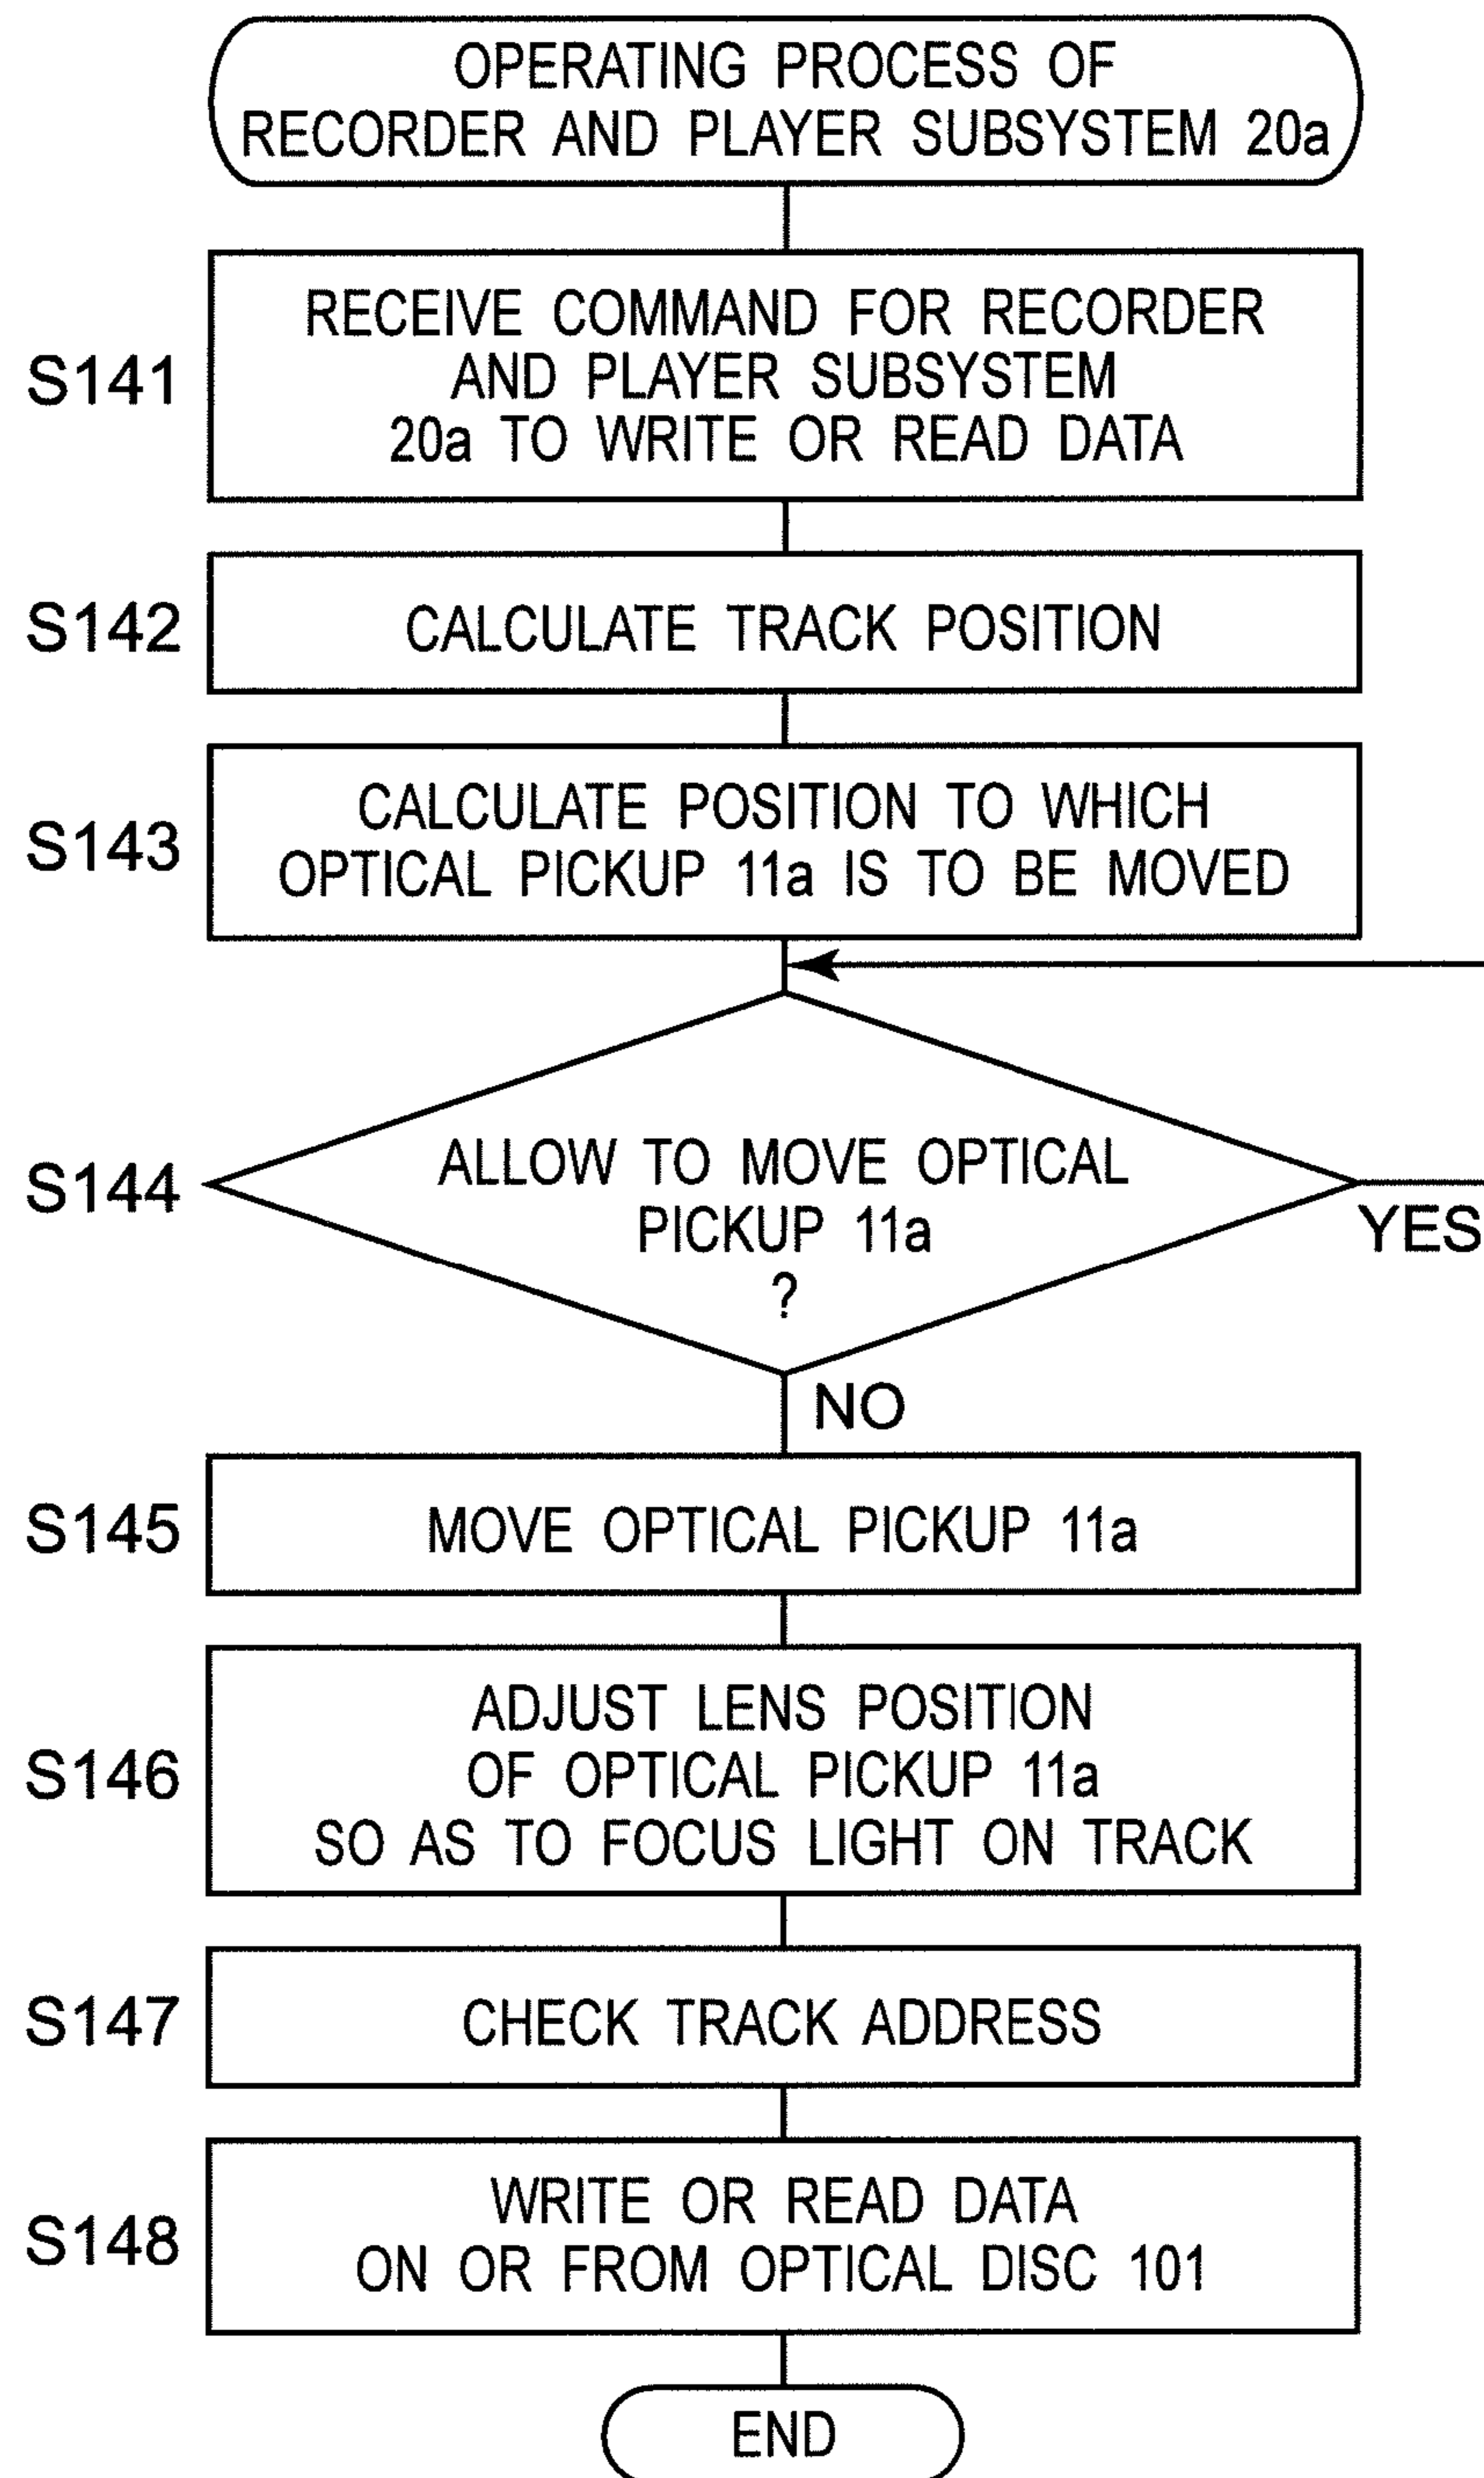 OPERATING PROCESS OF
RECORDER AND PLAYER SUBSYSTEM 20a
S141
RECEIVE COMMAND FOR RECORDER
AND PLAYER SUBSYSTEM
20a TO WRITE OR READ DATA
S142
CALCULATE TRACK POSITION
S143
CALCULATE POSITION TO WHICH
OPTICAL PICKUP 11a IS TO BE MOVED
S144
ALLOW TO MOVE OPTICAL
PICKUP 11a
?
YES
NO
S145
MOVE OPTICAL PICKUP 11a
S146
ADJUST LENS POSITION
OF OPTICAL PICKUP 11a
SO AS TO FOCUS LIGHT ON TRACK
S147
CHECK TRACK ADDRESS
S148
WRITE OR READ DATA
ON OR FROM OPTICAL DISC 101
END